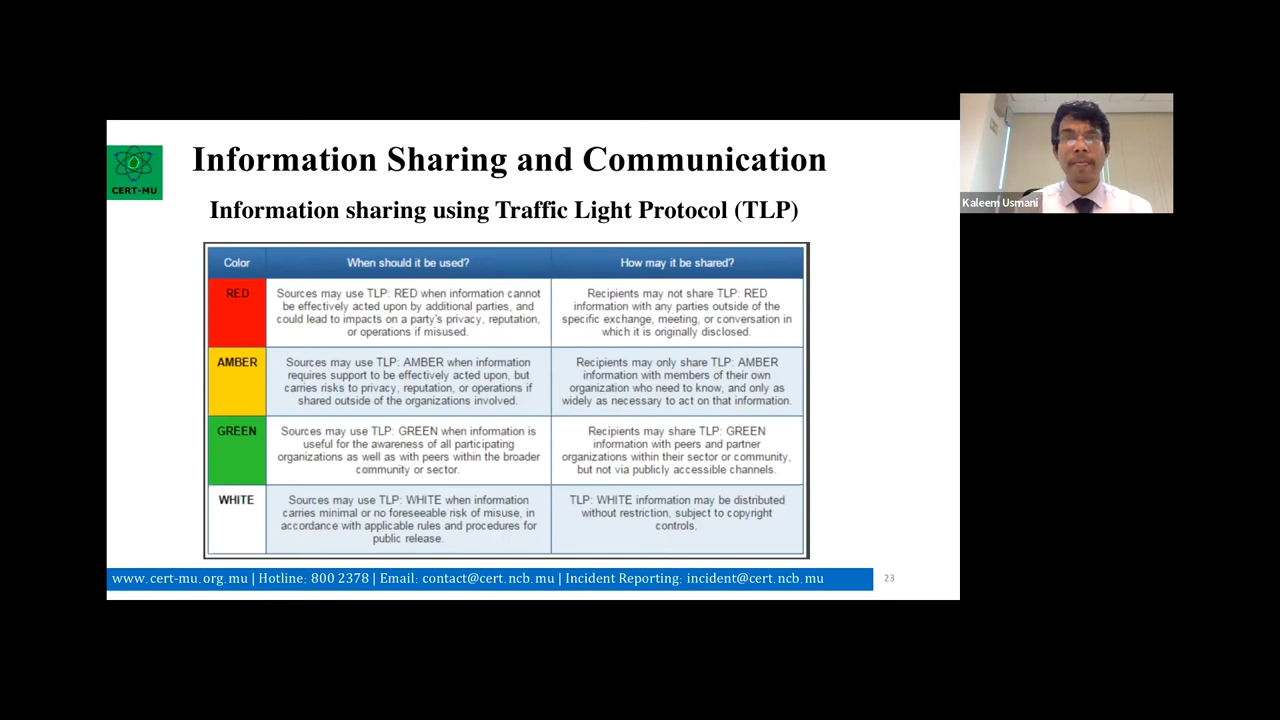 Information Sharing and Communication
CERT-MU
Information sharing using Traffic Light Protocol (TLP)
Color
When should it be used?
How may it be shared?
RED
Sources may use TLP: RED when information cannot
be effectively acted upon by additional parties, and
could lead to impacts on a party's privacy, reputation,
or operations if misused.
Recipients may not share TLP: RED
information with any parties outside of the
specific exchange, meeting, or conversation in
which it is originally disclosed.
AMBER
Sources may use TLP: AMBER when information
requires support to be effectively acted upon, but
carries risks to privacy, reputation, or operations if
shared outside of the organizations involved.
Recipients may only share TLP: AMBER
information with members of their own
organization who need to know, and only as
widely as necessary to act on that information.
GREEN
Sources may use TLP: GREEN when information is
useful for the awareness of all participating
organizations as well as with peers within the broader
community or sector.
Recipients may share TLP: GREEN
information with peers and partner
organizations within their sector or community,
but not via publicly accessible channels.
WHITE
Sources may use TLP: WHITE when information
carries minimal or no foreseeable risk of misuse, in
accordance with applicable rules and procedures for
public release.
TLP: WHITE information may be distributed
without restriction, subject to copyright
controls.
www.cert-mu.org.mu | Hotline: 800 2378 | Email: contact@cert.ncb.mu | Incident Reporting: incident@cert.ncb.mu
23
Kaleem Usmani